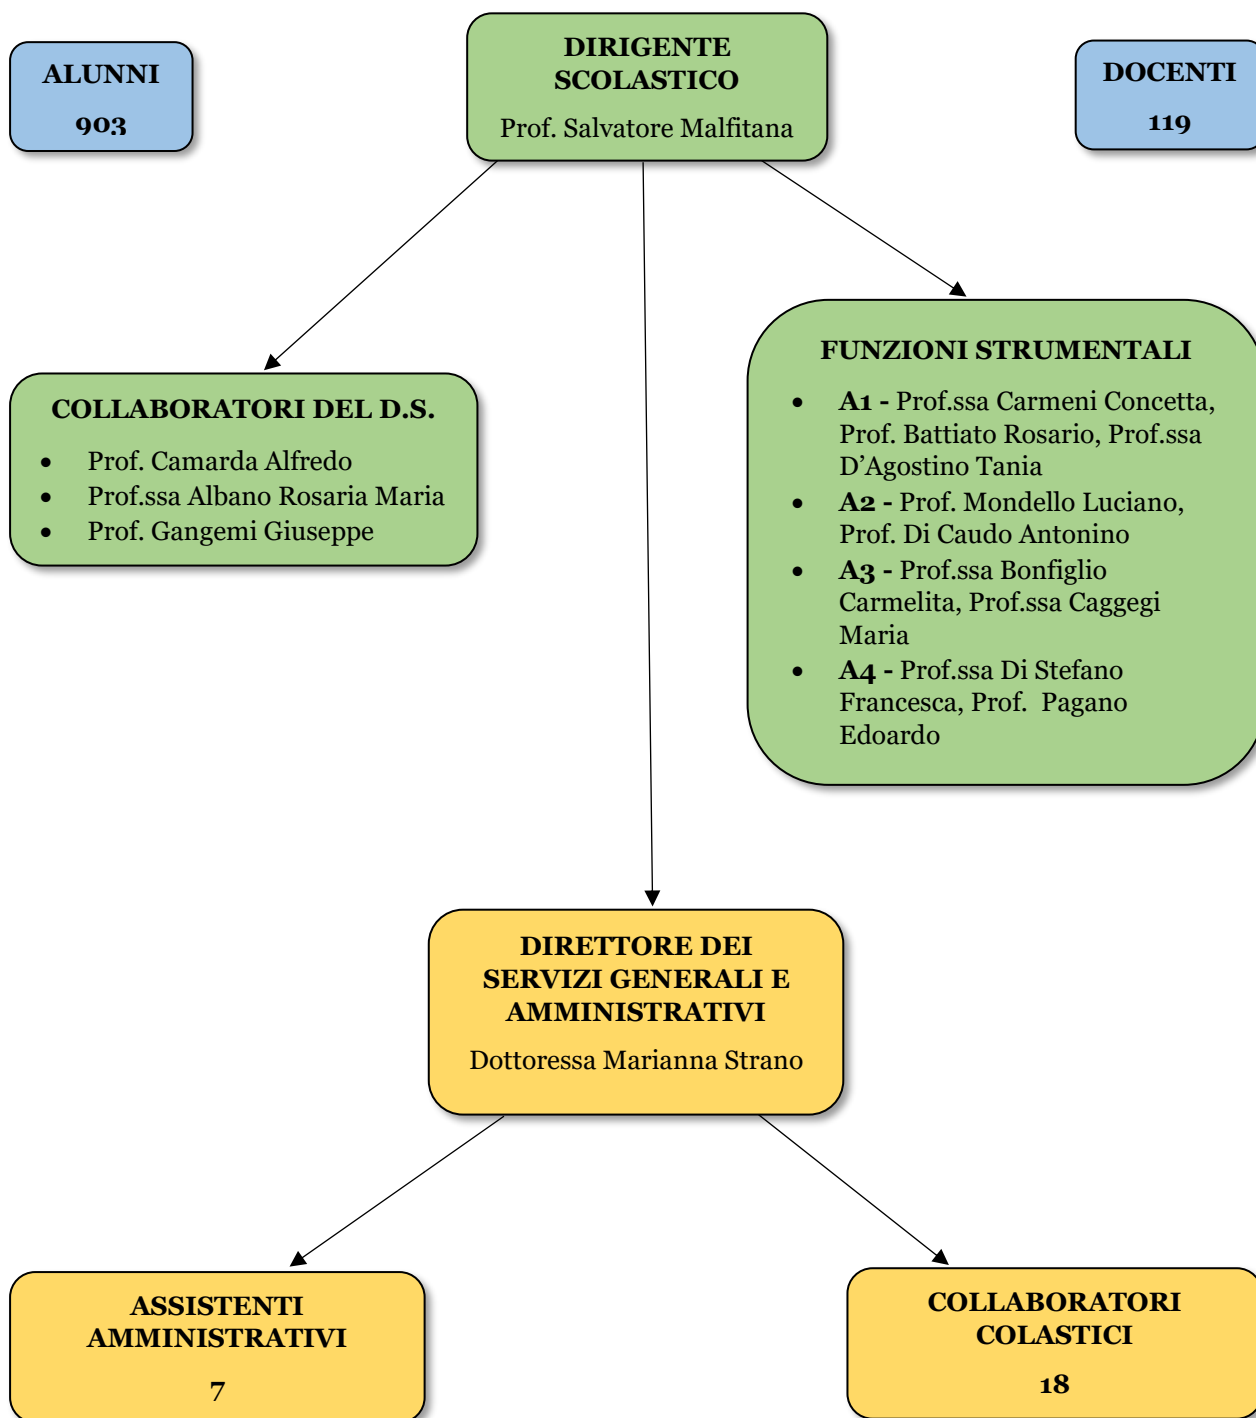 ALUNNI
903
DIRIGENTE
SCOLASTICO
Prof. Salvatore Malfitana
DOCENTI
119
COLLABORATORI DEL D.S.
• Prof. Camarda Alfredo
• Prof.ssa Albano Rosaria Maria
• Prof. Gangemi Giuseppe
FUNZIONI STRUMENTALI
• A1 - Prof.ssa Carmeni Concetta,
Prof. Battiato Rosario, Prof.ssa
D’Agostino Tania
• A2 - Prof. Mondello Luciano,
Prof. Di Caudo Antonino
• A3 - Prof.ssa Bonfiglio
Carmelita, Prof.ssa Caggegi
Maria
• A4 - Prof.ssa Di Stefano
Francesca, Prof. Pagano
Edoardo
DIRETTORE DEI
SERVIZI GENERALI E
AMMINISTRATIVI
Dottoressa Marianna Strano
ASSISTENTI
AMMINISTRATIVI
7
COLLABORATORI
COLASTICI
18